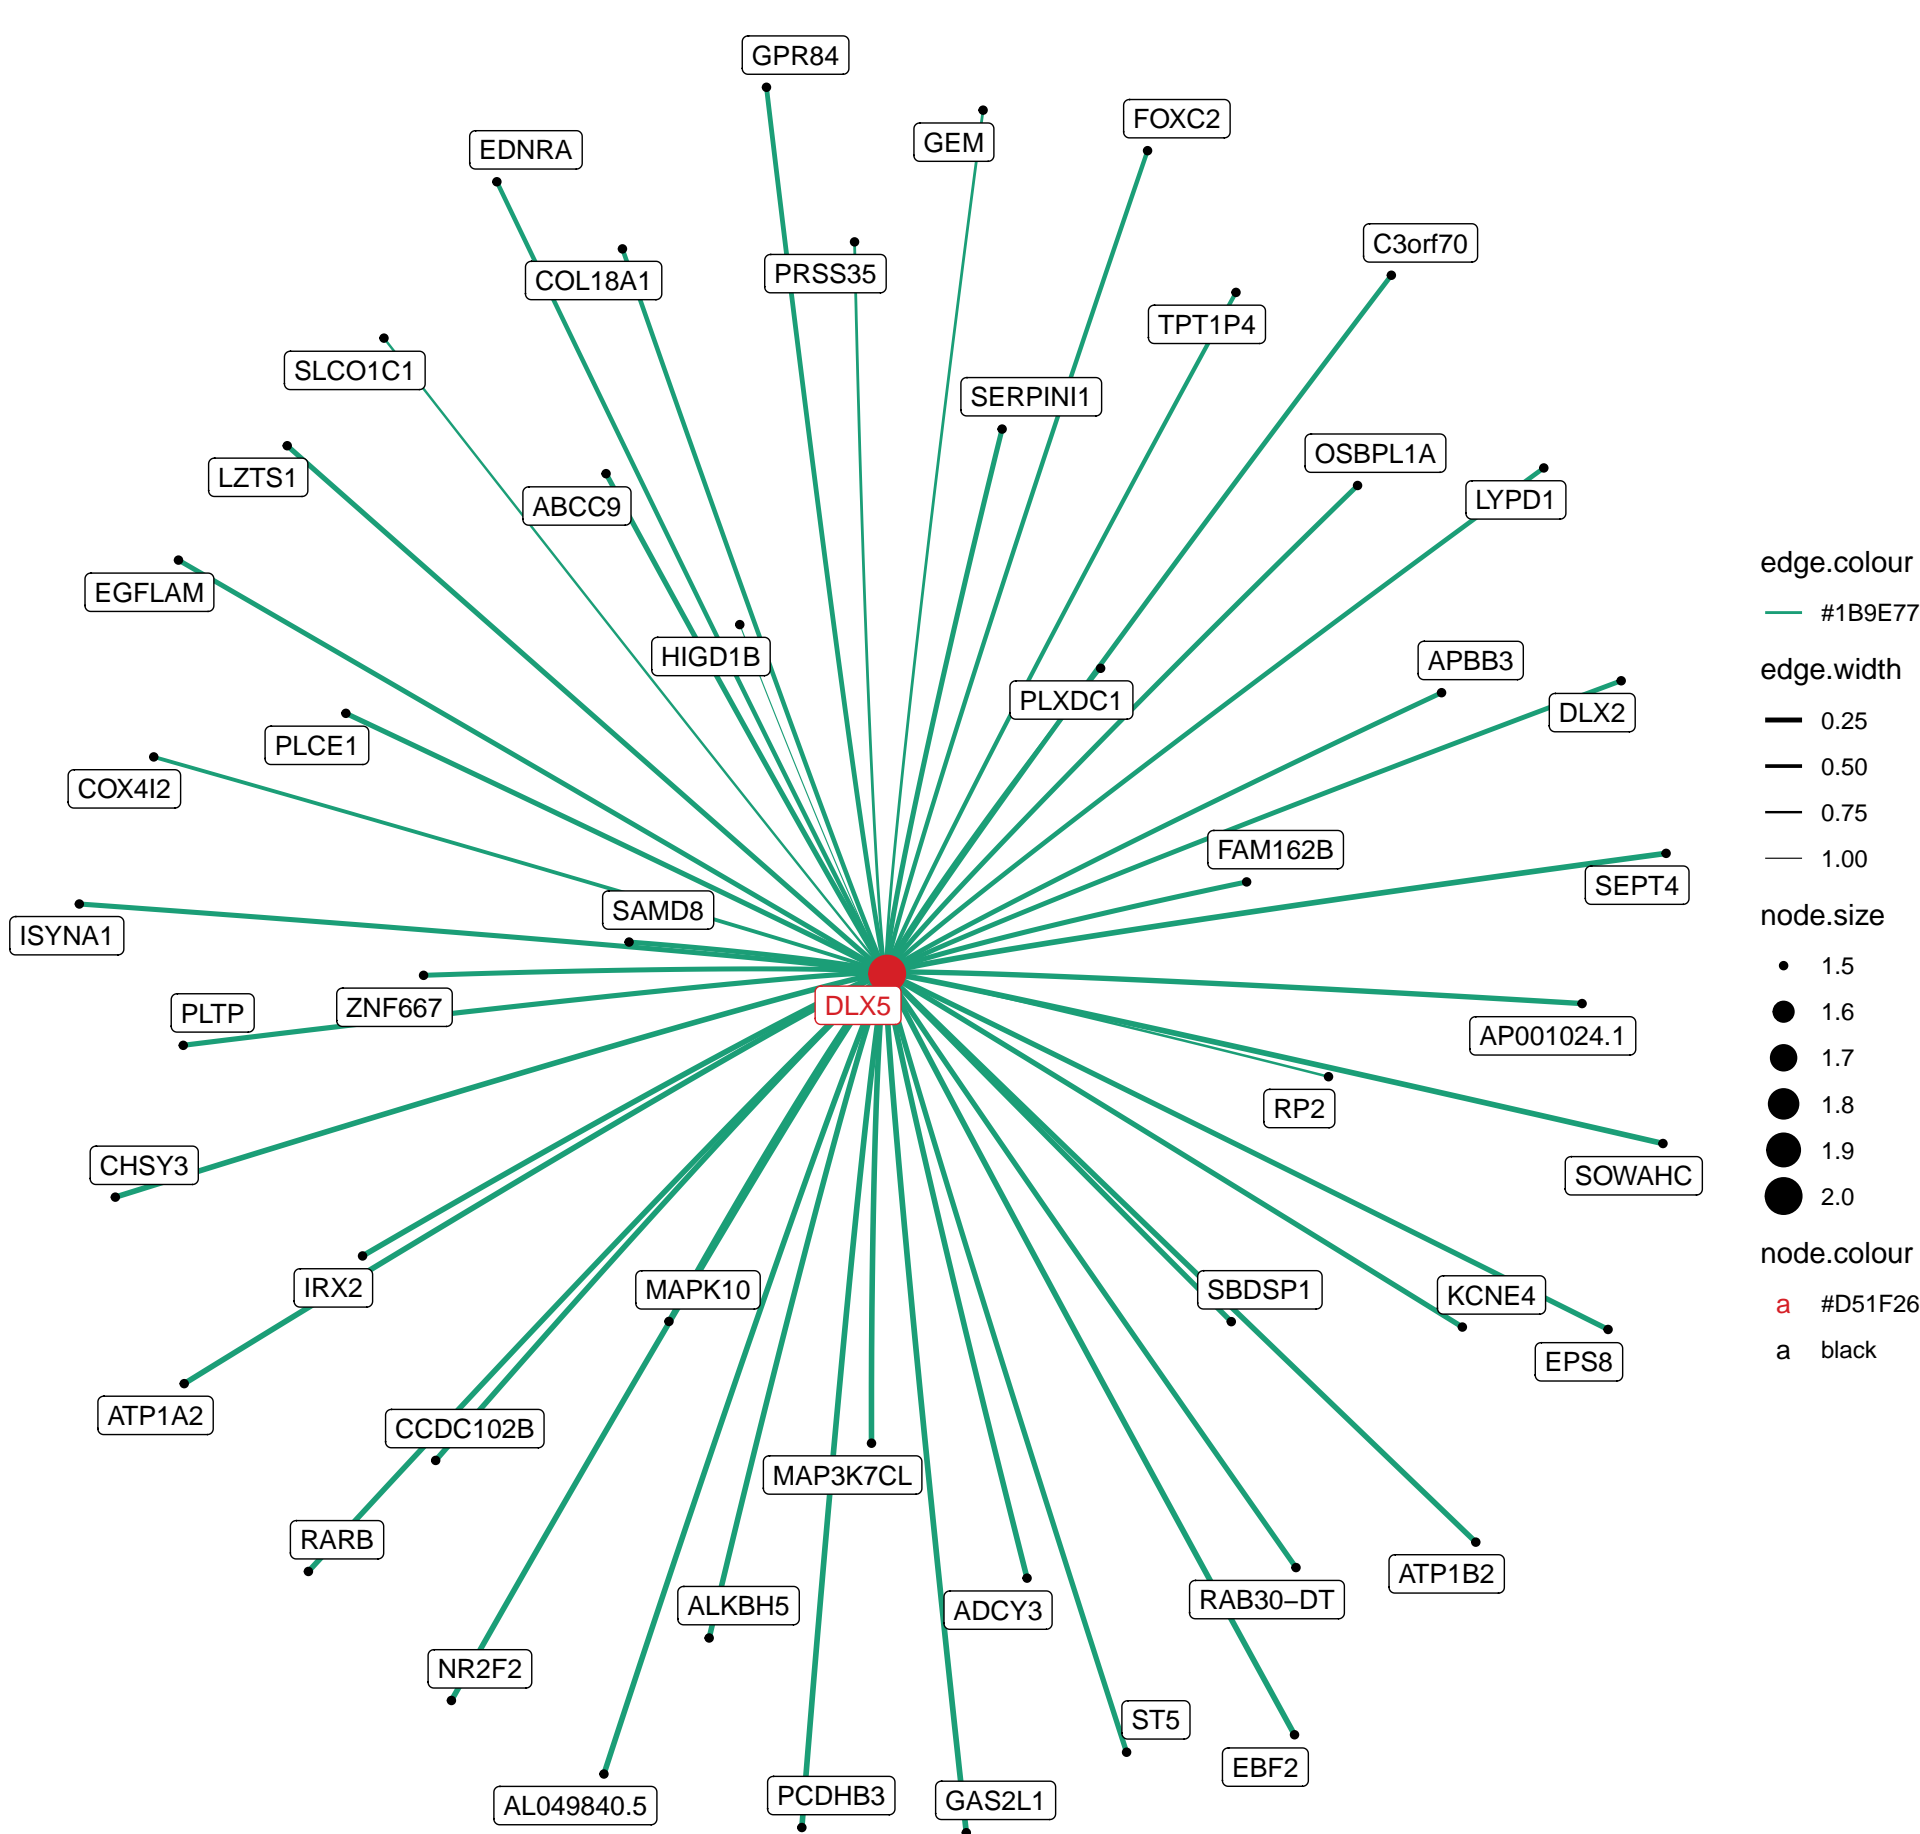 GPR84
FOXC2
GEM
EDNRA
C3orf70
PRSS35
COL18A1
TPT1P4
SLCO1C1
SERPINI1
OSBPL1A
LZTS1
LYPD1
ABCC9
EGFLAM
HIGD1B
APBB3
PLXDC1
DLX2
PLCE1
COX4I2
FAM162B
SEPT4
SAMD8
ISYNA1
DLX5
ZNF667
PLTP
AP001024.1
RP2
CHSY3
SOWAHC
IRX2
MAPK10
SBDSP1
KCNE4
EPS8
ATP1A2
CCDC102B
MAP3K7CL
RARB
ATP1B2
RAB30−DT
ALKBH5
ADCY3
NR2F2
ST5
EBF2
PCDHB3
GAS2L1
AL049840.5
edge.colour
#1B9E77
edge.width
0.25
0.50
0.75
1.00
node.size
1.5
1.6
1.7
1.8
1.9
2.0
node.colour
a #D51F26
a black